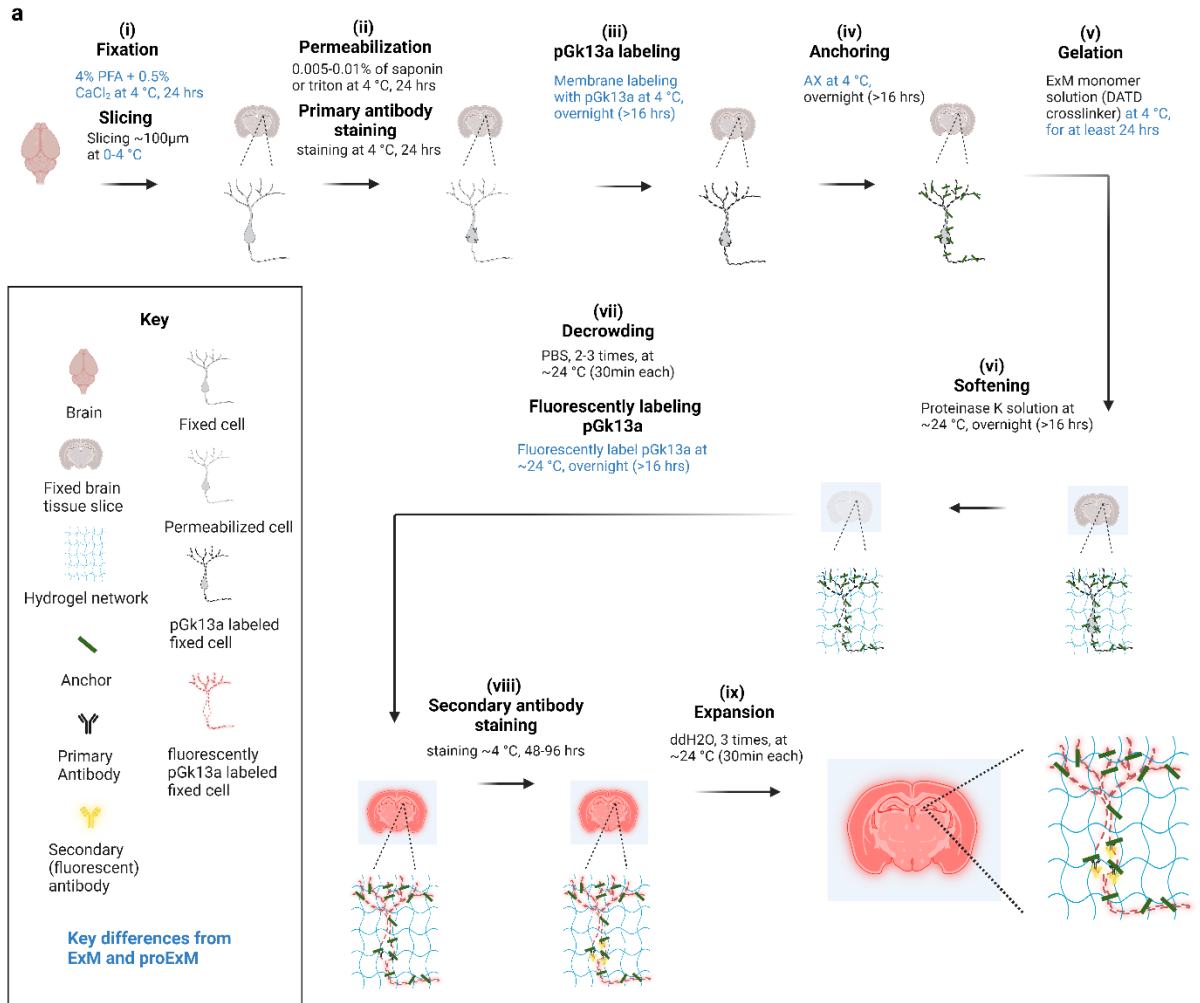 a
(i)
Fixation
4% PFA + 0.5%
CaCl₂ at 4 °C, 24 hrs
Slicing
Slicing ~100μm
at 0-4 °C
(ii)
Permeabilization
0.005-0.01% of saponin
or triton at 4 °C, 24 hrs
Primary antibody
staining
staining at 4 °C, 24 hrs
(iii)
pGk13a labeling
Membrane labeling
with pGk13a at 4 °C,
overnight (>16 hrs)
(iv)
Anchoring
AX at 4 °C,
overnight (>16 hrs)
(v)
Gelation
ExM monomer
solution (DATD
crosslinker) at 4 °C,
for at least 24 hrs
(vi)
Softening
Proteinase K solution at
~24 °C, overnight (>16 hrs)
(vii)
Decrowding
PBS, 2-3 times, at
~24 °C (30min each)
Fluorescently labeling
pGk13a
Fluorescently label pGk13a at
~24 °C, overnight (>16 hrs)
(viii)
Secondary antibody
staining
staining ~4 °C, 48-96 hrs
(ix)
Expansion
ddH2O, 3 times, at
~24 °C (30min each)
Key
Brain
Fixed brain
tissue slice
Hydrogel network
Anchor
Primary
Antibody
Secondary
(fluorescent)
antibody
Fixed cell
Permeabilized cell
pGk13a labeled
fixed cell
fluorescently
pGk13a labeled
fixed cell
Key differences from
ExM and proExM